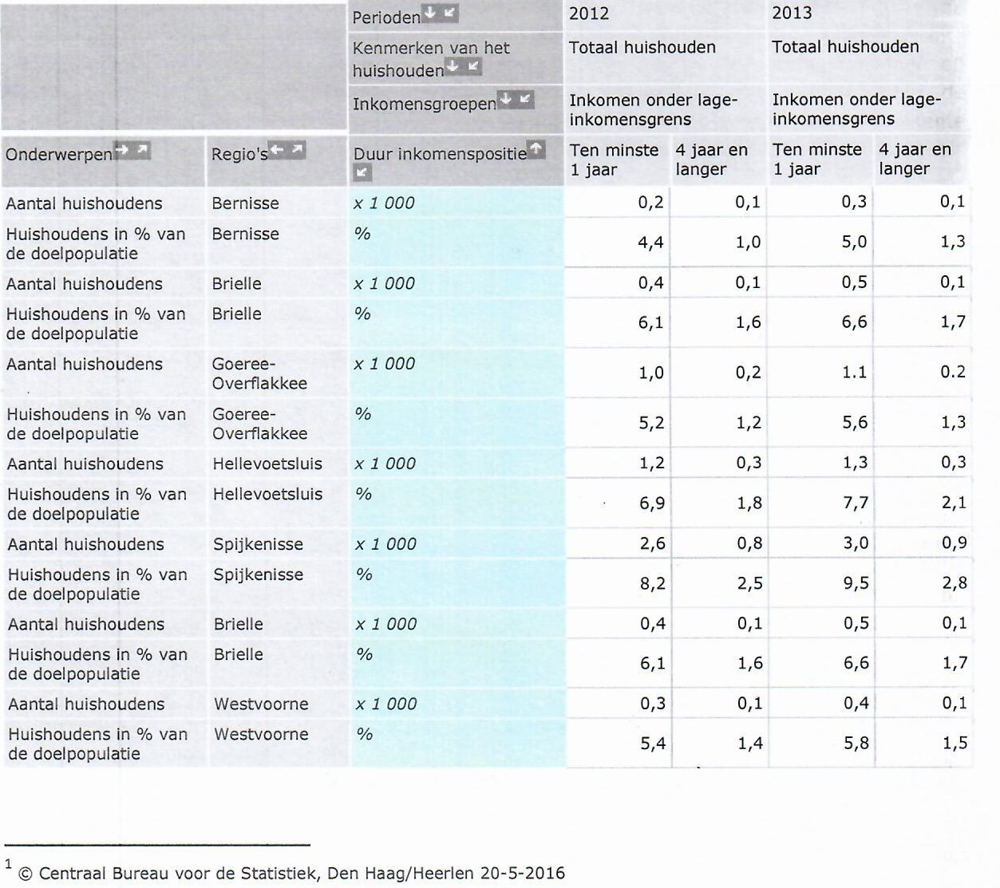 Perioden 2012 2013
Kenmerken van het
huishouden Totaal huishouden Totaal huishouden
Inkomensgroepen Inkomen onder lage-
inkomensgrens Inkomen onder lage-
inkomensgrens
Onderwerpen Regio's Duur inkomenspositie Ten minste
1 jaar 4 jaar en
langer Ten minste
1 jaar 4 jaar en
langer
Aantal huishoudens Bernisse x 1 000 0,2 0,1 0,3 0,1
Huishoudens in % van
de doelpopulatie Bernisse % 4,4 1,0 5,0 1,3
Aantal huishoudens Brielle x 1 000 0,4 0,1 0,5 0,1
Huishoudens in % van
de doelpopulatie Brielle % 6,1 1,6 6,6 1,7
Aantal huishoudens Goeree-
Overflakkee x 1 000 1,0 0,2 1.1 0.2
Huishoudens in % van
de doelpopulatie Goeree-
Overflakkee % 5,2 1,2 5,6 1,3
Aantal huishoudens Hellevoetsluis x 1 000 1,2 0,3 1,3 0,3
Huishoudens in % van
de doelpopulatie Hellevoetsluis % 6,9 1,8 7,7 2,1
Aantal huishoudens Spijkenisse x 1 000 2,6 0,8 3,0 0,9
Huishoudens in % van
de doelpopulatie Spijkenisse % 8,2 2,5 9,5 2,8
Aantal huishoudens Brielle x 1 000 0,4 0,1 0,5 0,1
Huishoudens in % van
de doelpopulatie Brielle % 6,1 1,6 6,6 1,7
Aantal huishoudens Westvoorne x 1 000 0,3 0,1 0,4 0,1
Huishoudens in % van
de doelpopulatie Westvoorne % 5,4 1,4 5,8 1,5
1 © Centraal Bureau voor de Statistiek, Den Haag/Heerlen 20-5-2016